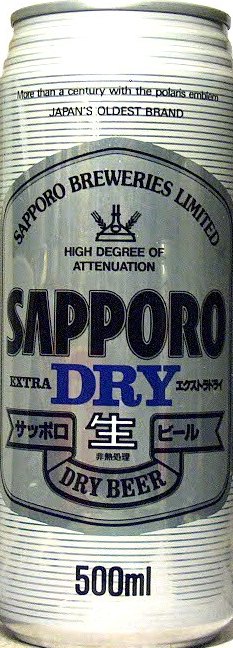 More than a century with the polaris emblem
JAPAN'S OLDEST BRAND
SAPPORO BREWERIES LIMITED
HIGH DEGREE OF
ATTENUATION
SAPPORO
EXTRA DRY エクストラドライ
サッポロ 生 ビール
非熱処理
DRY BEER
500ml